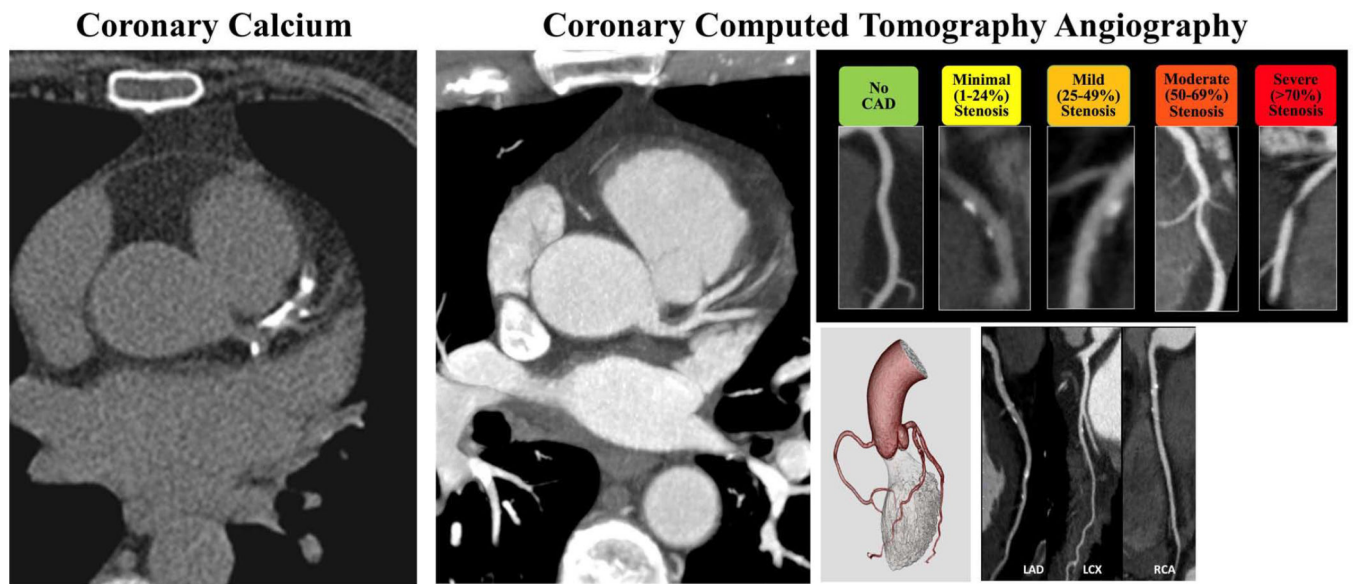 Coronary Calcium
Coronary Computed Tomography Angiography
No
CAD
Minimal
(1-24%)
Stenosis
Mild
(25-49%)
Stenosis
Moderate
(50-69%)
Stenosis
Severe
(>70%)
Stenosis
LAD
LCX
RCA